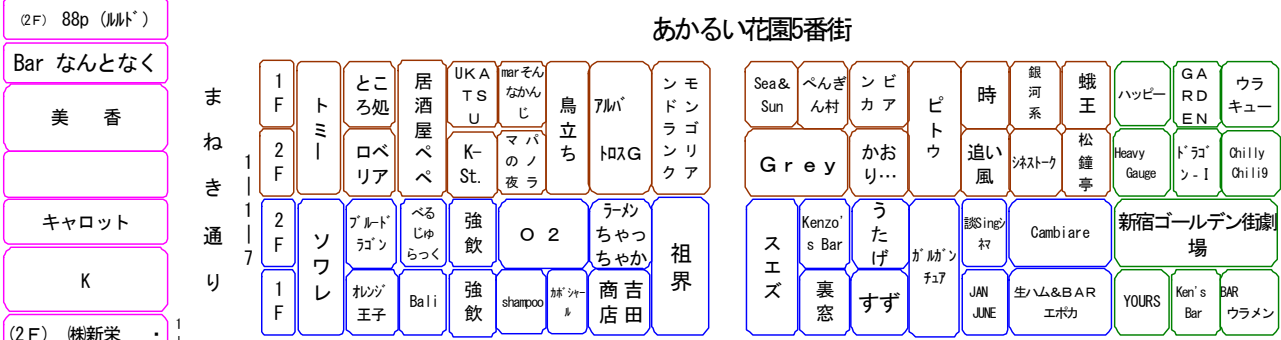 (2F) 88p (ﾙﾙﾄﾞ)
Bar なんとなく
美 香
キャロット
K
(2F) ㈱新栄 ・
まねき通り
1|1|7
1|
あかるい花園5番街
1F
トミー
ところ処
居酒屋ペペ
UKATSU
marそんなかんじ
鳥立ち
ｱﾙﾊﾞﾄﾛｽG
モンゴリアンドランク
2F
ロベリア
K-St.
パノラマの夜
Sea& Sun
ぺんぎん村
ビアンカ
ピトウ
時
銀河系
蛾王
ハッピー
GARDEN
ウラキュー
Grey
かおり…
追い風
ｼﾈｽﾄｰｸ
松鐘亭
Heavy Gauge
ﾄﾞﾗｺﾞﾝ-I
Chilly Chili9
2F
ソワレ
ﾌﾞﾙｰﾄﾞﾗｺﾞﾝ
べるじゅらっく
強飲
O2
ﾗｰﾒﾝちゃっちゃか
祖界
1F
ｵﾚﾝｼﾞ王子
Bali
強飲
shampoo
ｶﾎﾞｼｬｰﾙ
吉田商店
スエズ
Kenzo's Bar
うたげ
ｶﾞﾙｶﾞﾝﾁｭｱ
談Singｼﾈﾏ
Cambiare
新宿ゴールデン街劇場
裏窓
すず
JAN JUNE
生ハム&BAR エポカ
YOURS
Ken's Bar
BAR ウラメン